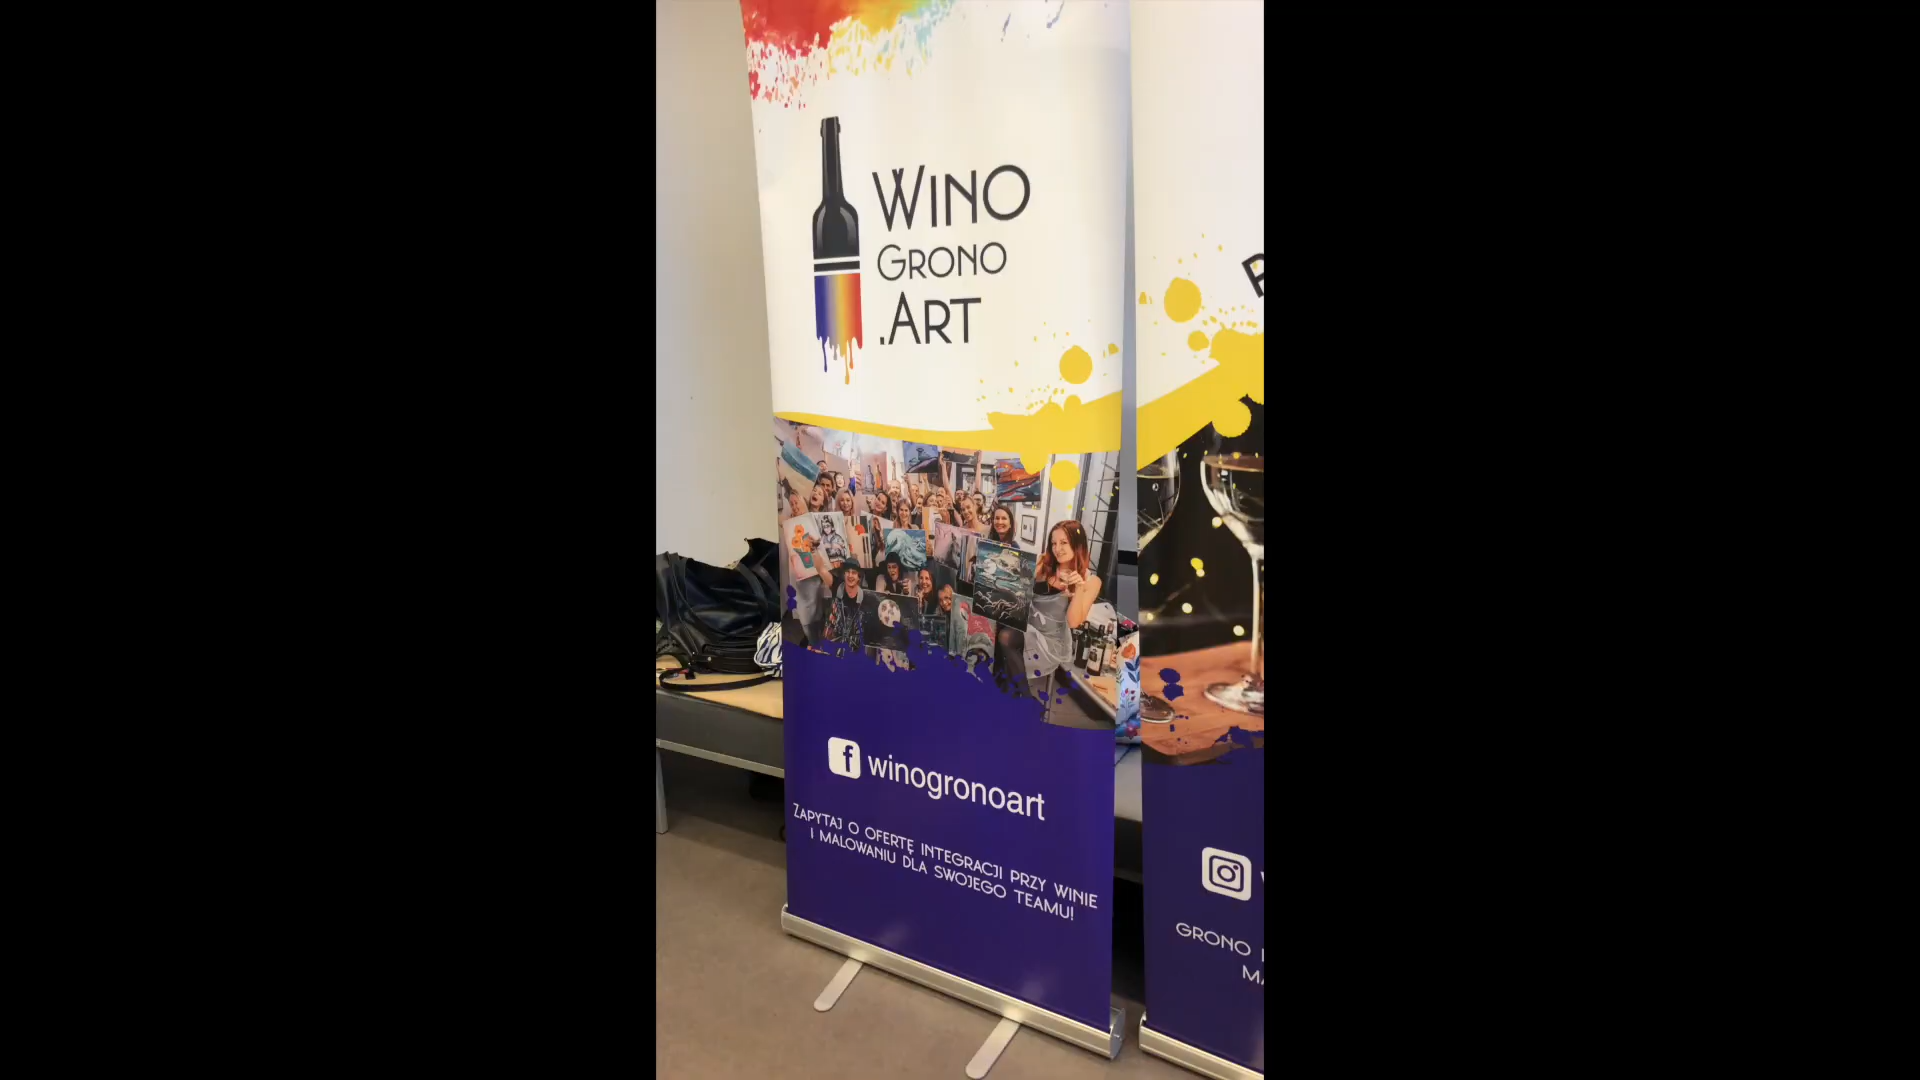 WINO
GRONO
.ART
winogronoart
ZAPYTAJ O OFERTĘ INTEGRACJI PRZY WINIE
I MALOWANIU DLA SWOJEGO TEAMU!
GRONO